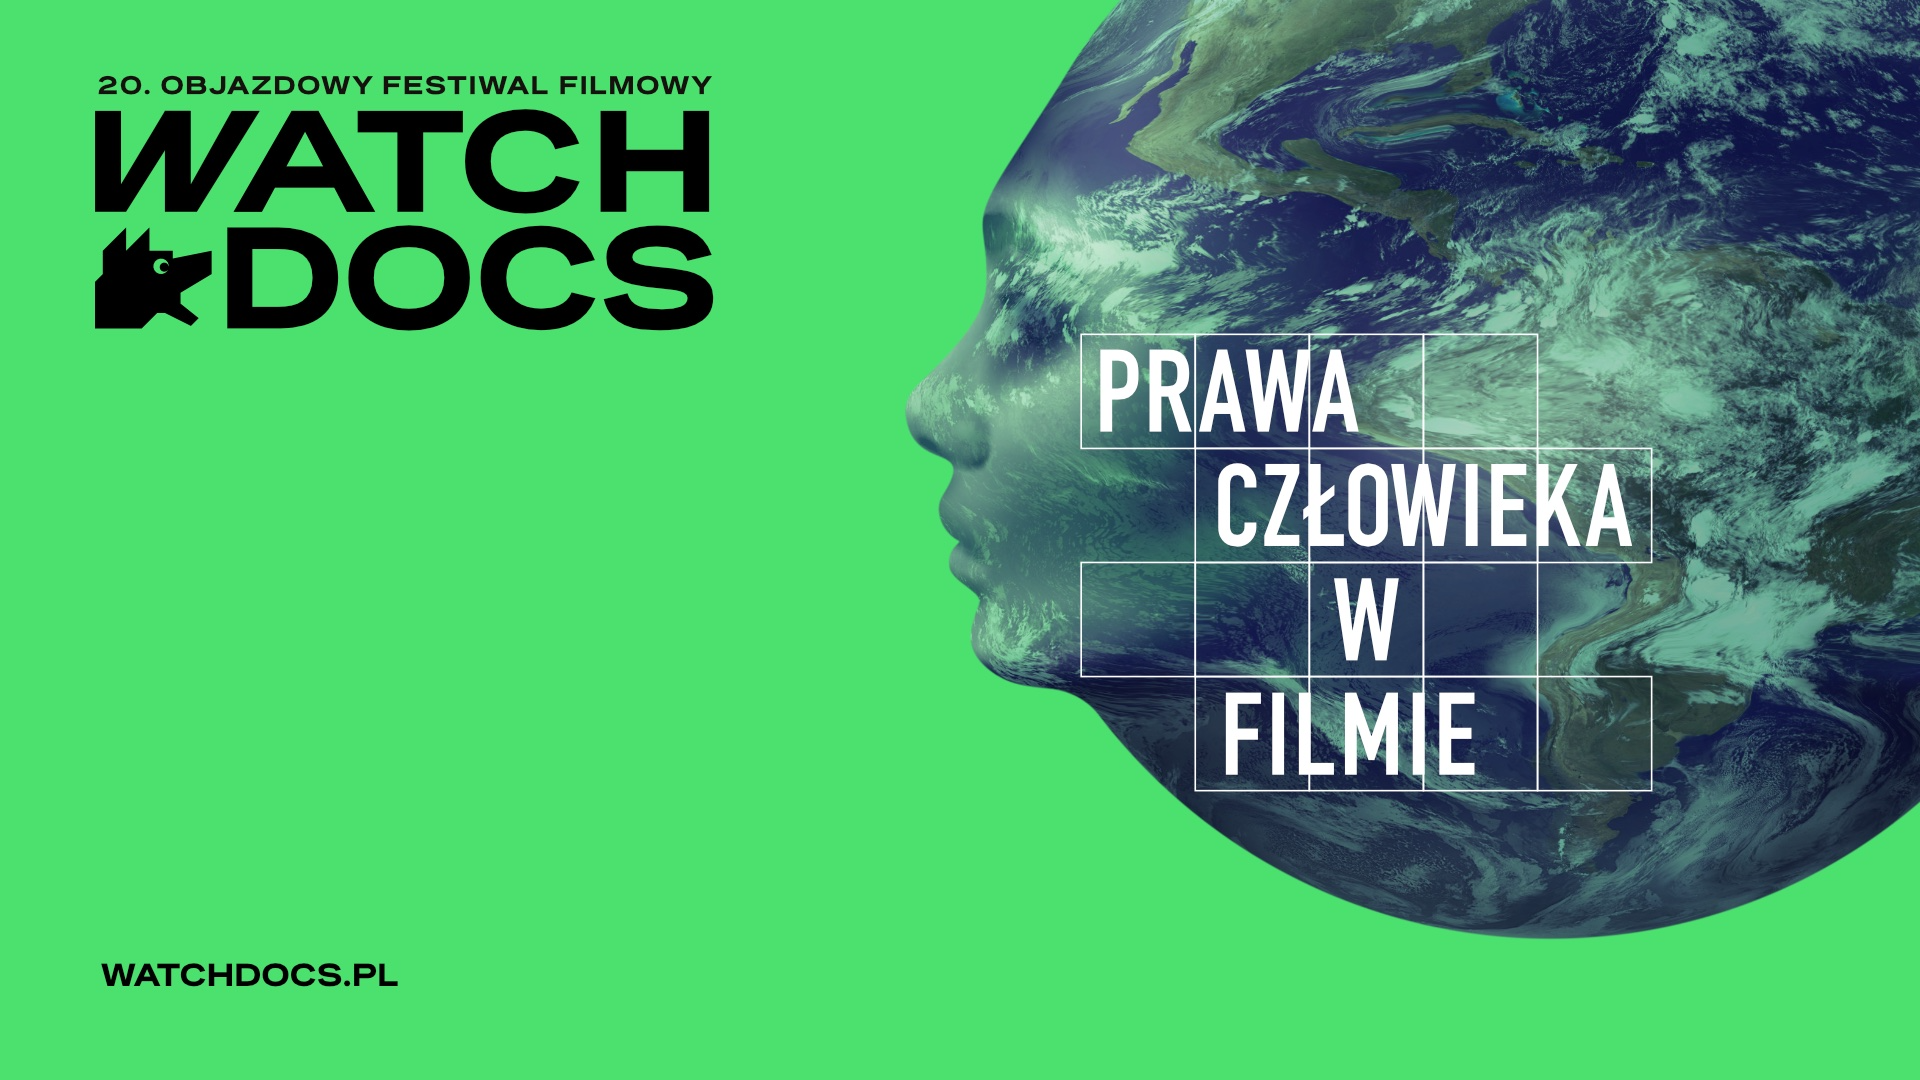 20. OBJAZDOWY FESTIWAL FILMOWY
WATCH
DOCS
PRAWA
CZŁOWIEKA
W
FILMIE
WATCHDOCS.PL